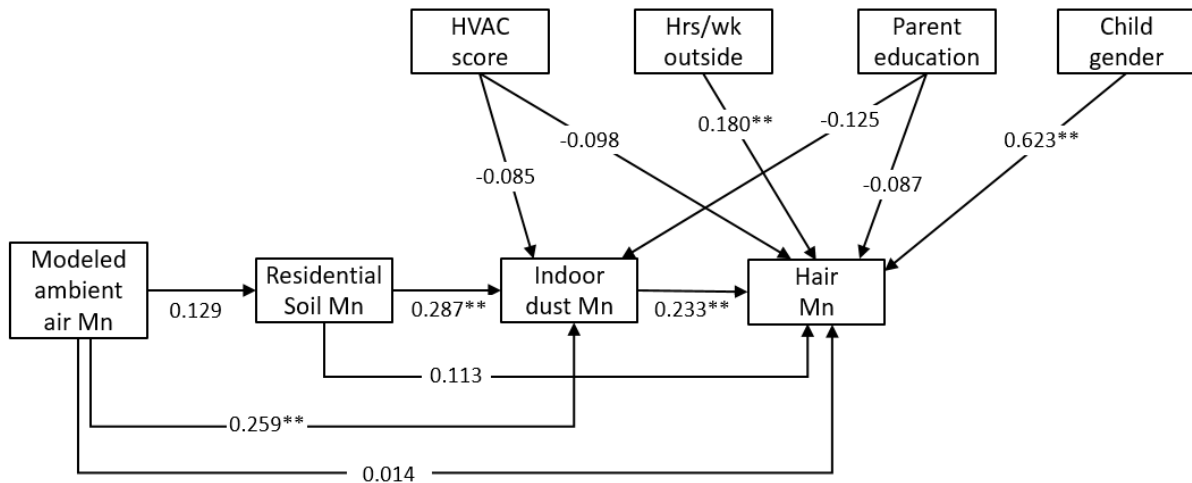 HVAC
score
Hrs/wk
outside
Parent
education
Child
gender
0.180**
-0.125
-0.098
0.623**
-0.085
-0.087
Modeled
ambient
air Mn
Residential
Soil Mn
Indoor
dust Mn
Hair
Mn
0.129
0.287**
0.233**
0.113
0.259**
0.014